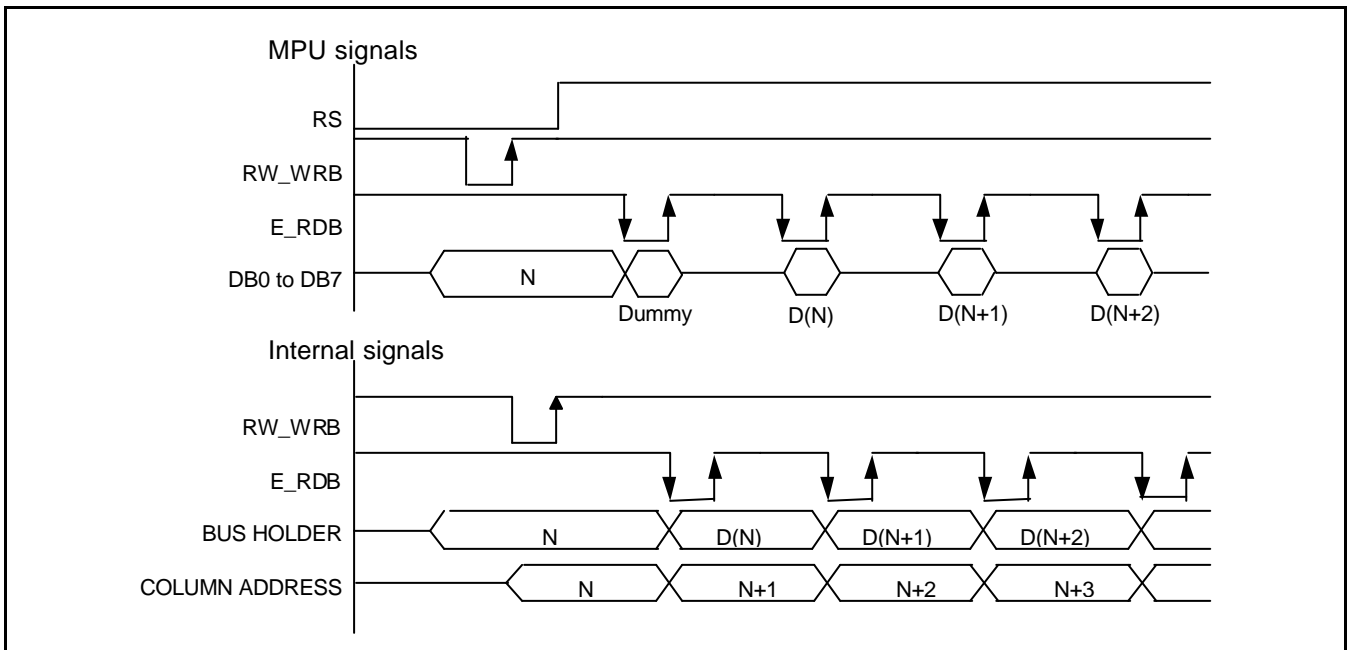 MPU signals
RS
RW_WRB
E_RDB
DB0 to DB7
N
Dummy D(N) D(N+1) D(N+2)
Internal signals
RW_WRB
E_RDB
BUS HOLDER N D(N) D(N+1) D(N+2)
COLUMN ADDRESS N N+1 N+2 N+3